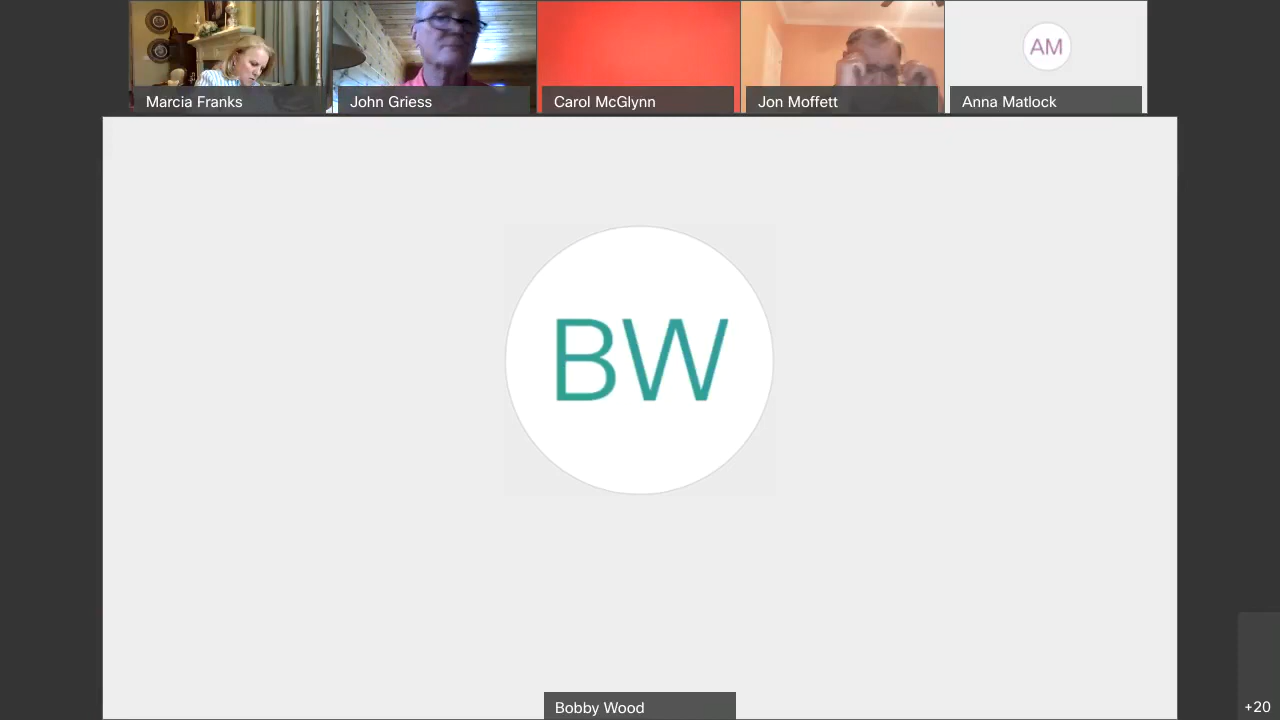 AM
Marcia Franks
John Griess
Carol McGlynn
Jon Moffett
Anna Matlock
BW
Bobby Wood
+20